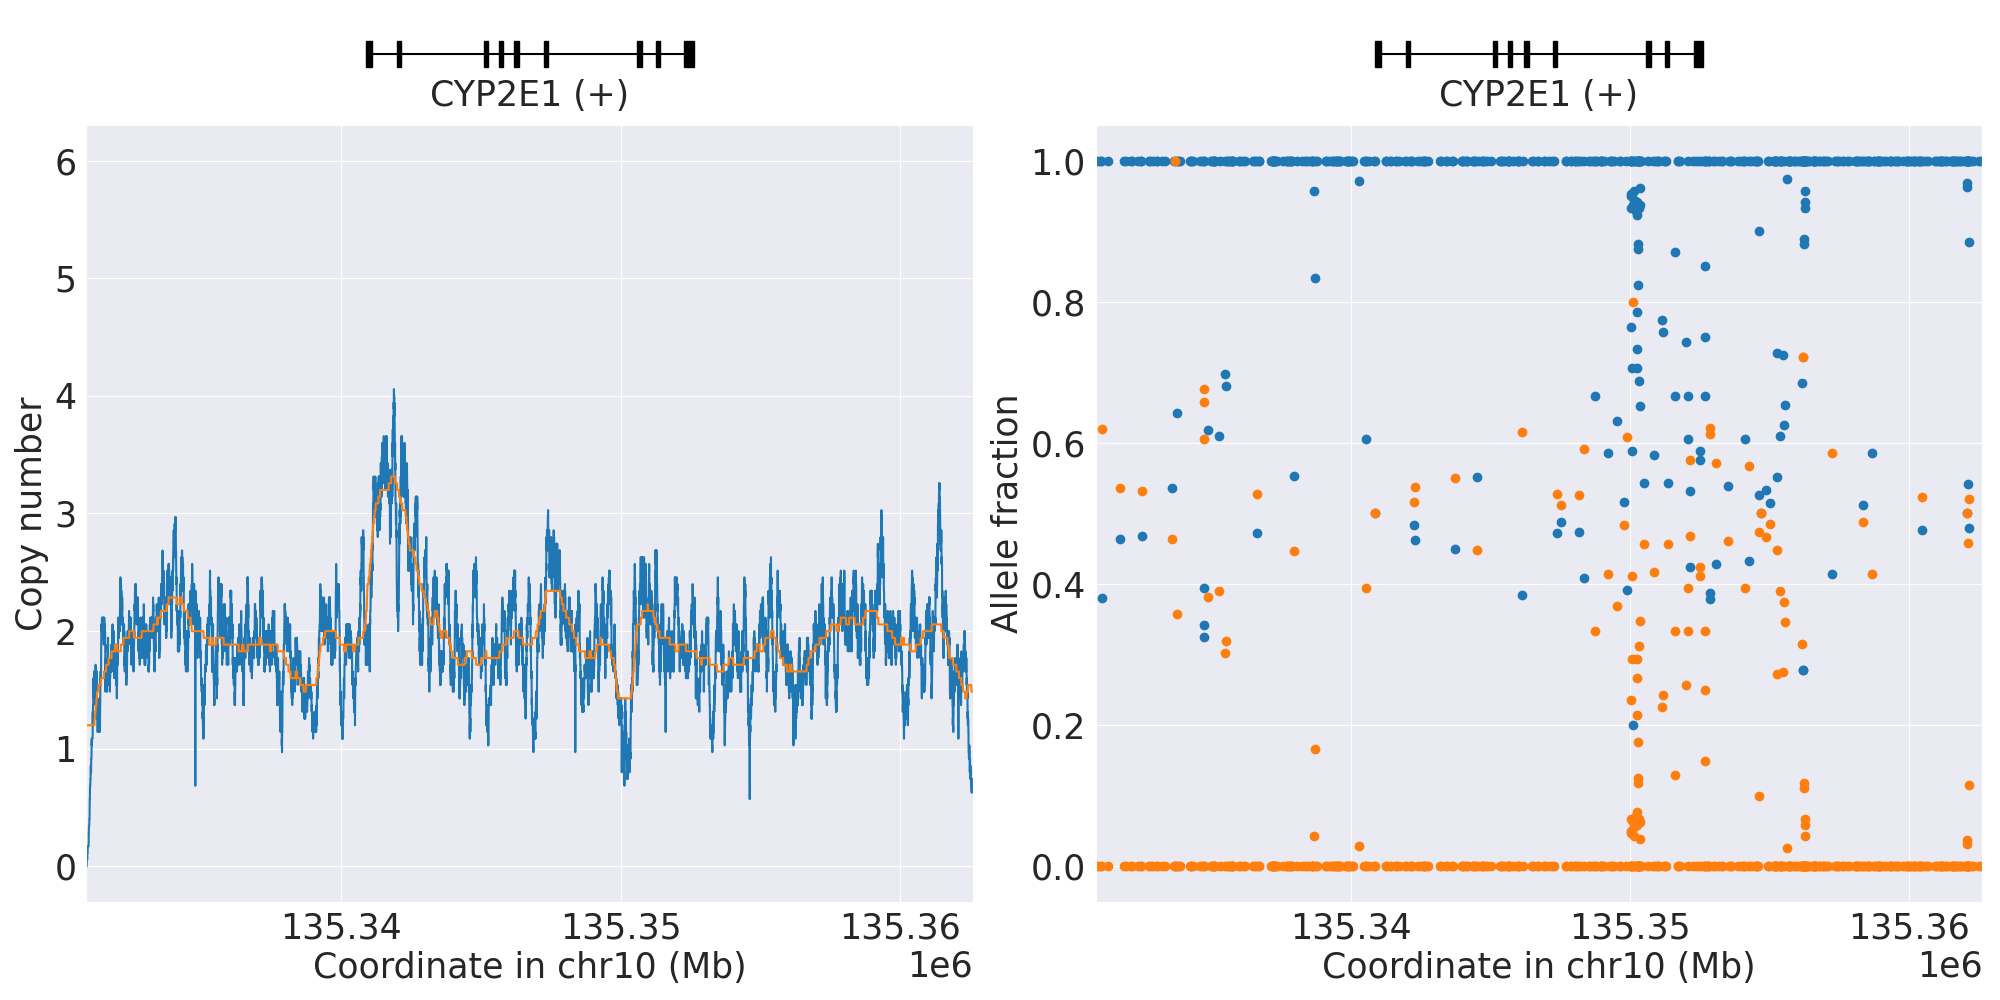 CYP2E1 (+)
6
5
4
3
2
1
0
Copy number
135.34 135.35 135.36
Coordinate in chr10 (Mb)
1e6
CYP2E1 (+)
1.0
0.8
0.6
0.4
0.2
0.0
Allele fraction
135.34 135.35 135.36
Coordinate in chr10 (Mb)
1e6